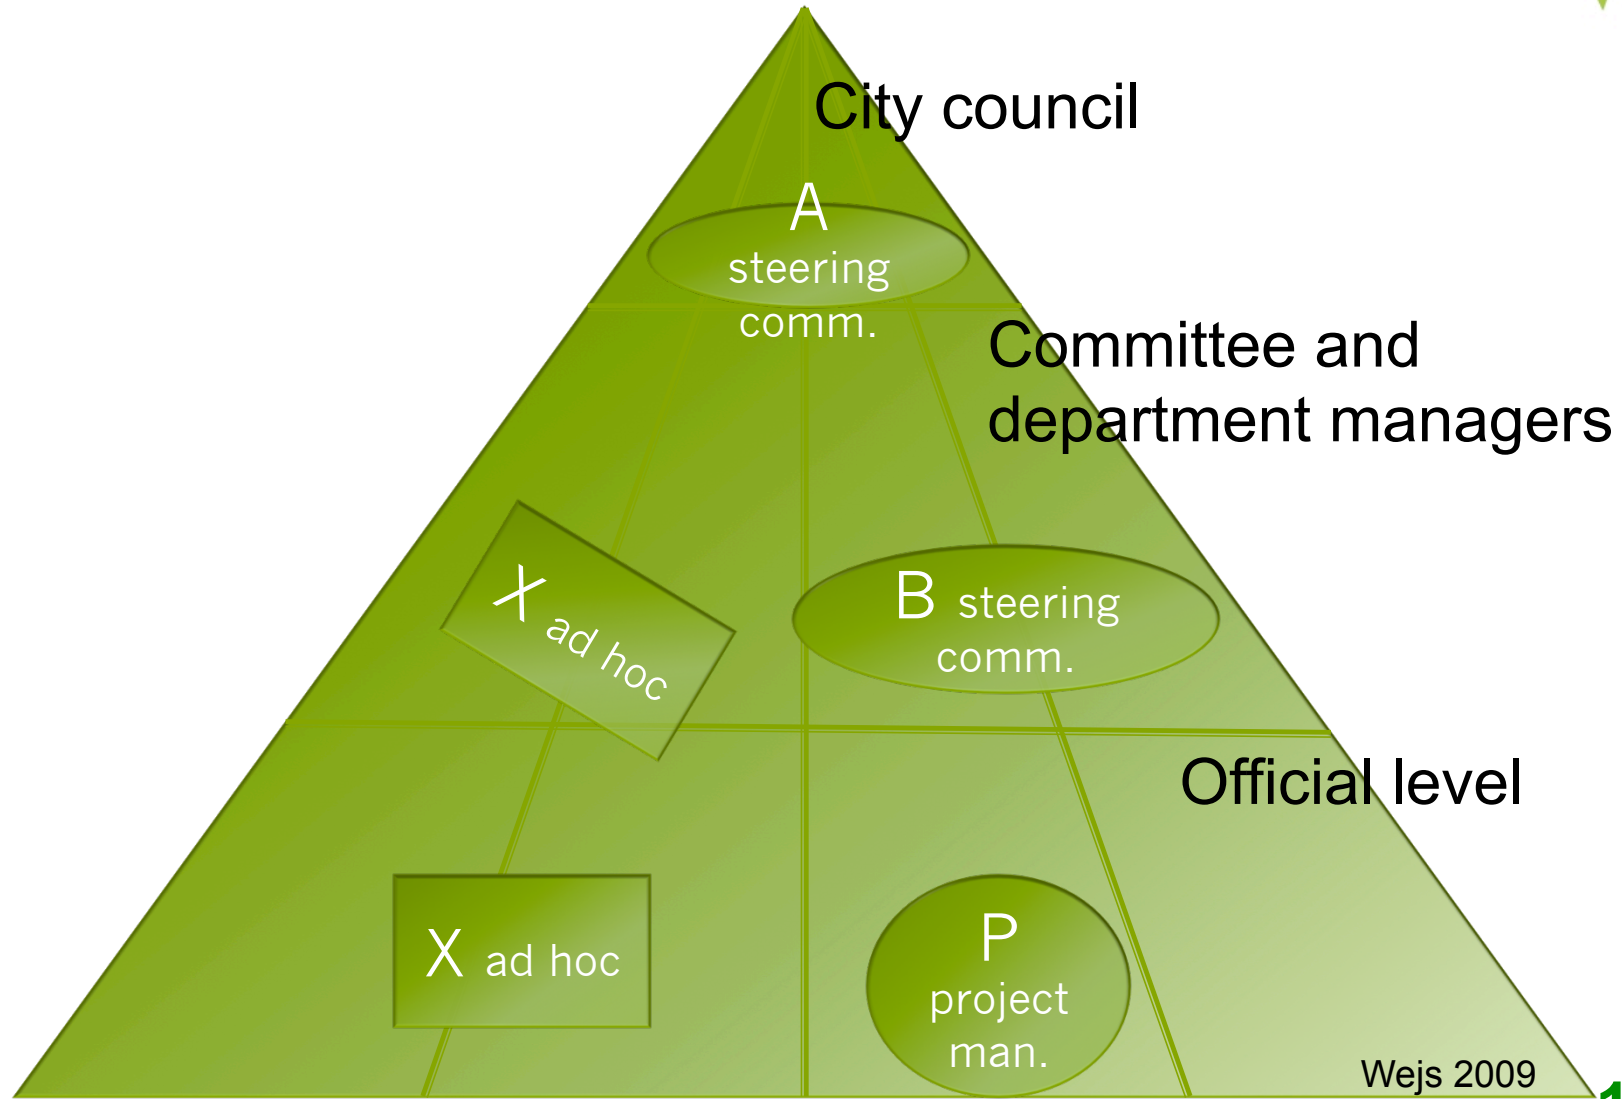 City council
A
steering
comm.
Committee and
department managers
X ad hoc
B steering
comm.
Official level
X ad hoc
P
project
man.
Wejs 2009